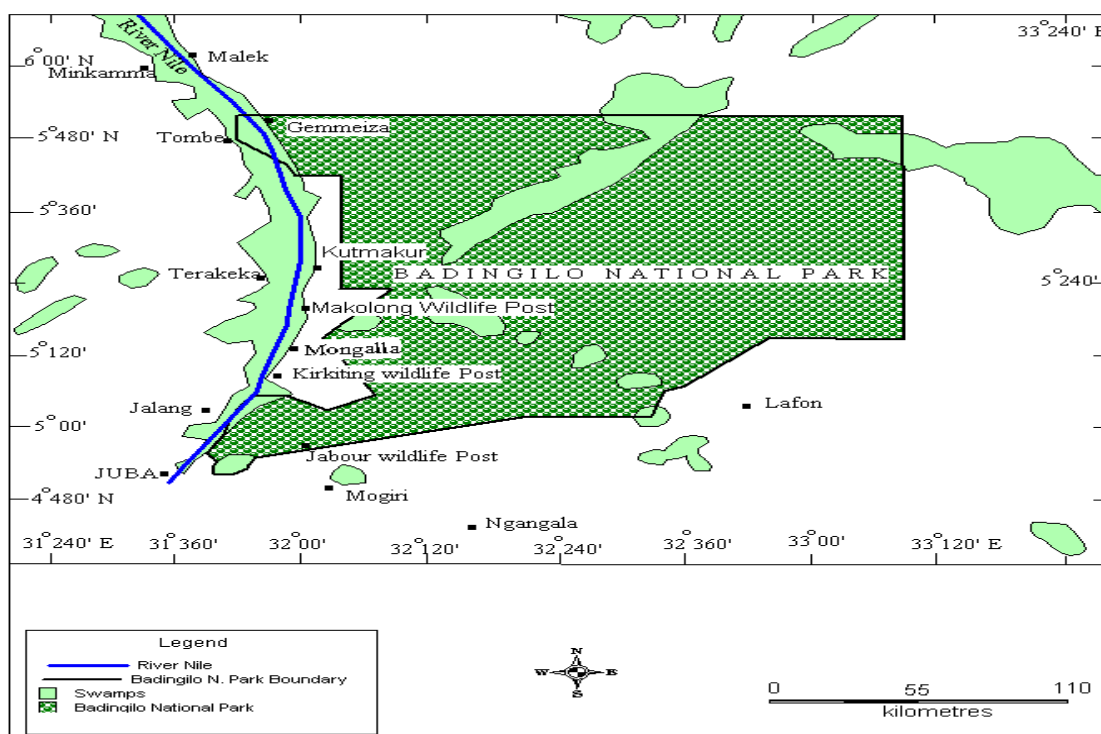 33°240' E
River Nile
Malek
6°00' N
Minkamma
Gemmeiza
5°480' N
Tombe
5°360'
Kutmakur
Terakeka
BADINGILO NATIONAL PARK
5°240'
Makolong Wildlife Post
5°120'
Mongalla
Kirkiting wildlife Post
Jalang
Lafon
5°00'
Jabour wildlife Post
JUBA
4°480' N
Mogiri
Ngangala
31°240' E
31°360'
32°00'
32°120'
32°240'
32°360'
33°00'
33°120' E
Legend
River Nile
Badingilo N. Park Boundary
Swamps
Badingilo National Park
N
W
E
S
0 55 110
kilometres